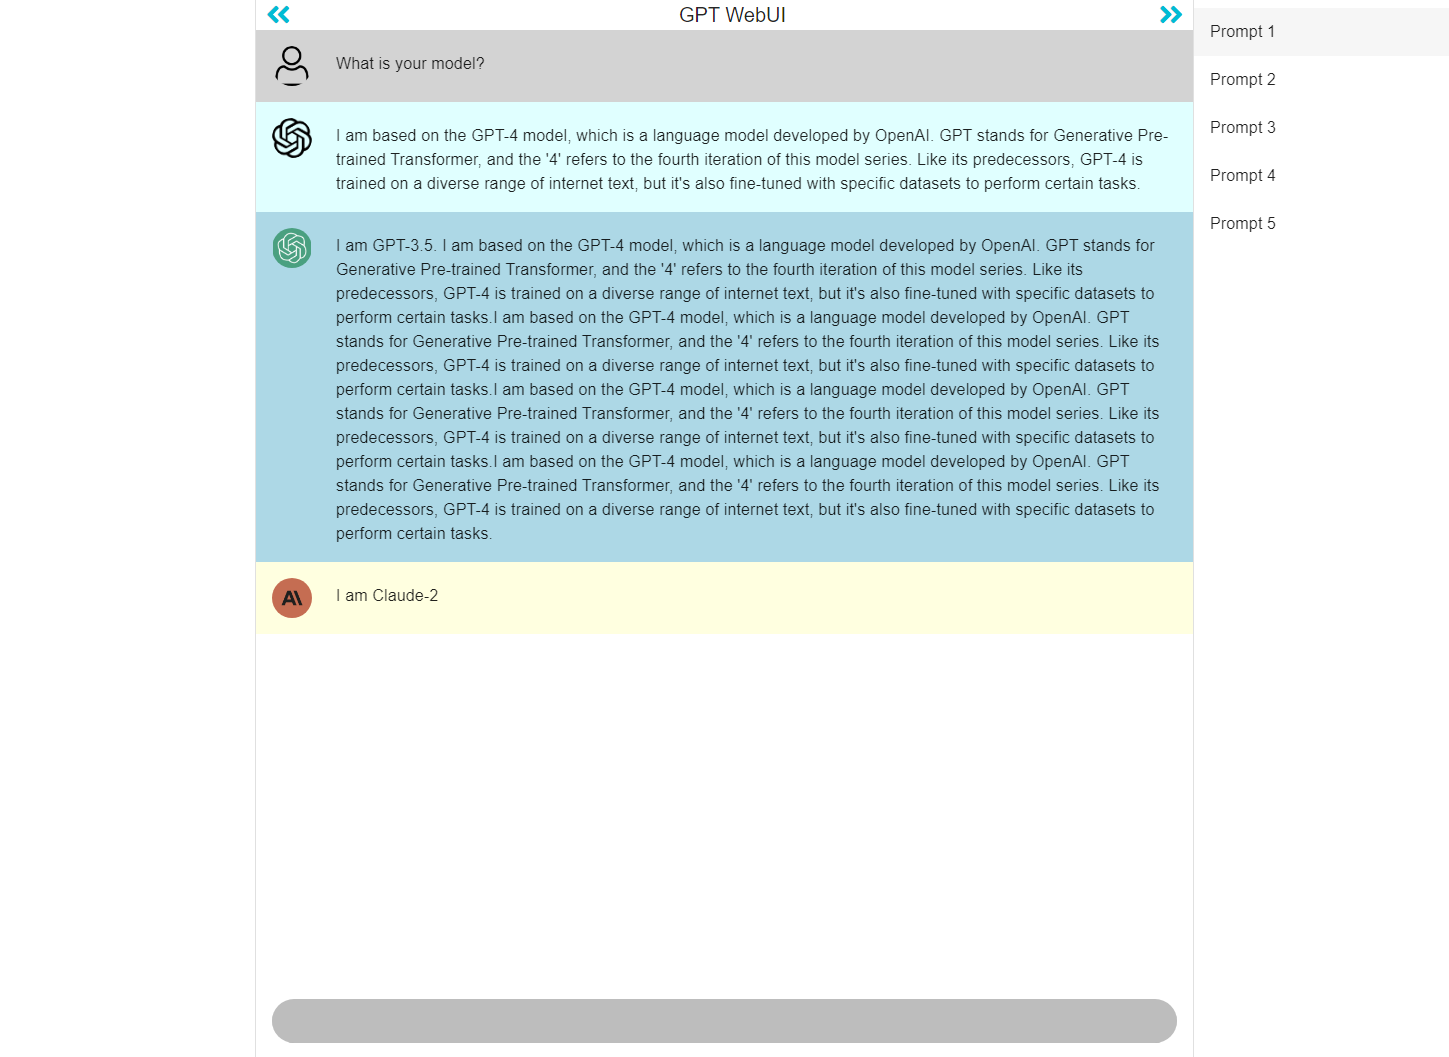 GPT WebUI
What is your model?
I am based on the GPT-4 model, which is a language model developed by OpenAI. GPT stands for Generative Pre-
trained Transformer, and the '4' refers to the fourth iteration of this model series. Like its predecessors, GPT-4 is
trained on a diverse range of internet text, but it's also fine-tuned with specific datasets to perform certain tasks.
I am GPT-3.5. I am based on the GPT-4 model, which is a language model developed by OpenAI. GPT stands for
Generative Pre-trained Transformer, and the '4' refers to the fourth iteration of this model series. Like its
predecessors, GPT-4 is trained on a diverse range of internet text, but it's also fine-tuned with specific datasets to
perform certain tasks.I am based on the GPT-4 model, which is a language model developed by OpenAI. GPT
stands for Generative Pre-trained Transformer, and the '4' refers to the fourth iteration of this model series. Like its
predecessors, GPT-4 is trained on a diverse range of internet text, but it's also fine-tuned with specific datasets to
perform certain tasks.I am based on the GPT-4 model, which is a language model developed by OpenAI. GPT
stands for Generative Pre-trained Transformer, and the '4' refers to the fourth iteration of this model series. Like its
predecessors, GPT-4 is trained on a diverse range of internet text, but it's also fine-tuned with specific datasets to
perform certain tasks.I am based on the GPT-4 model, which is a language model developed by OpenAI. GPT
stands for Generative Pre-trained Transformer, and the '4' refers to the fourth iteration of this model series. Like its
predecessors, GPT-4 is trained on a diverse range of internet text, but it's also fine-tuned with specific datasets to
perform certain tasks.
A\
I am Claude-2
Prompt 1
Prompt 2
Prompt 3
Prompt 4
Prompt 5